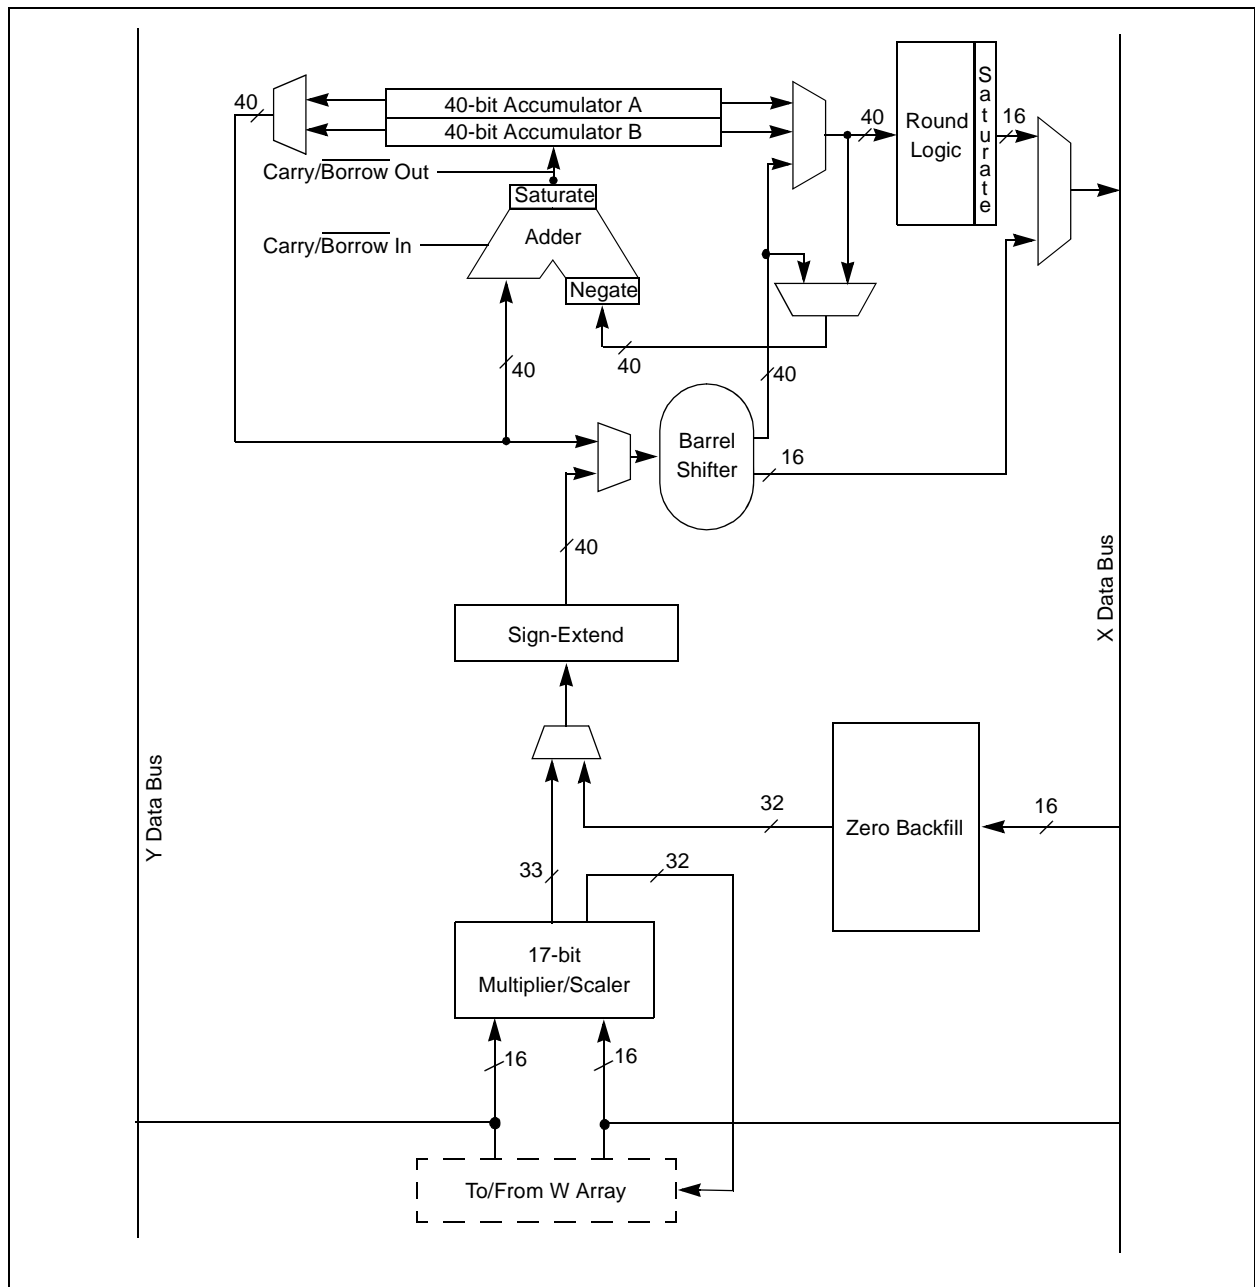 40
40-bit Accumulator A
40-bit Accumulator B
Carry/Borrow Out
Saturate
Carry/Borrow In
Adder
Negate
40
Round
Logic
Saturate
16
40
40
40
Barrel
Shifter
16
40
Sign-Extend
X Data Bus
Y Data Bus
32
Zero Backfill
16
33
32
17-bit
Multiplier/Scaler
16
16
To/From W Array